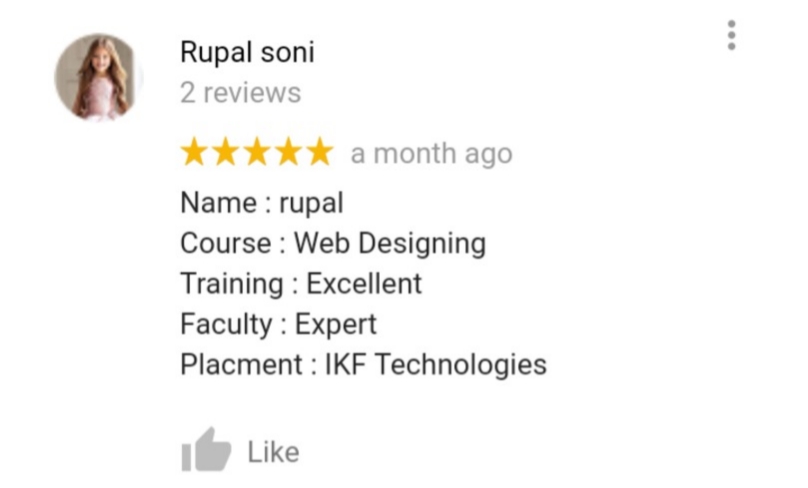 Rupal soni
2 reviews
a month ago
Name : rupal
Course : Web Designing
Training : Excellent
Faculty : Expert
Placment : IKF Technologies
Like